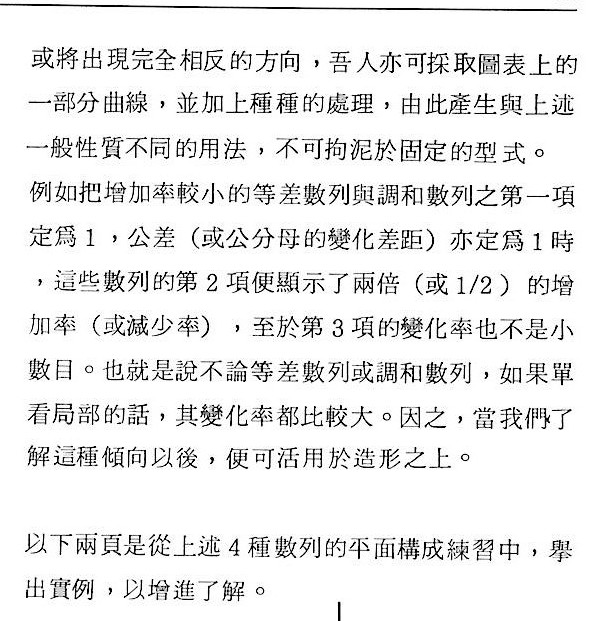 或將出現完全相反的方向，吾人亦可採取圖表上的
一部分曲線，並加上種種的處理，由此產生與上述
一般性質不同的用法，不可拘泥於固定的型式。
例如把增加率較小的等差數列與調和數列之第一項
定爲1，公差（或公分母的變化差距）亦定爲1時
，這些數列的第2項便顯示了兩倍（或1/2）的增
加率（或減少率），至於第3項的變化率也不是小
數目。也就是說不論等差數列或調和數列，如果單
看局部的話，其變化率都比較大。因之，當我們了
解這種傾向以後，便可活用於造形之上。
以下兩頁是從上述4種數列的平面構成練習中，舉
出實例，以增進了解。